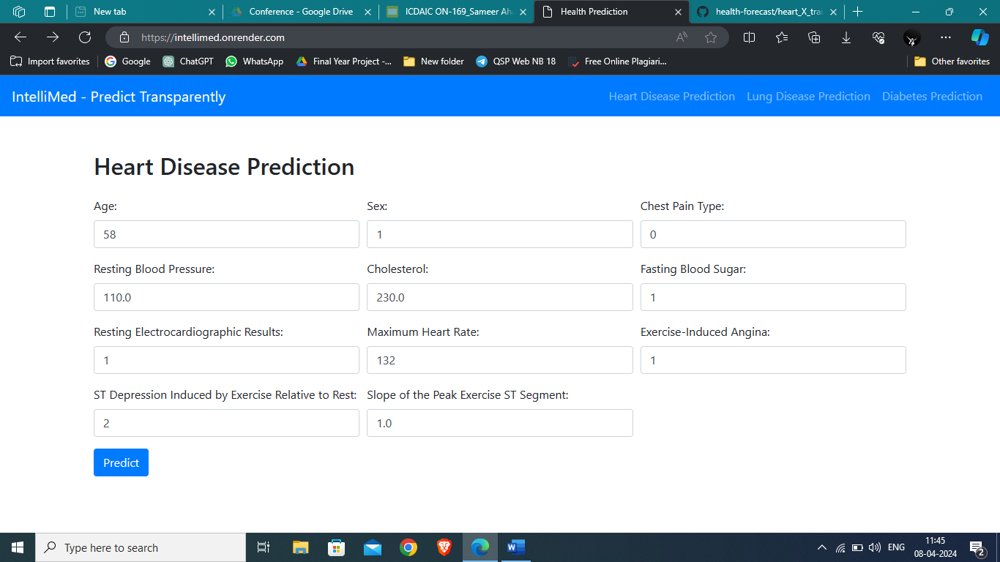 New tab
Conference - Google Drive
ICDAIC ON-169_Sameer Aha
Health Prediction
health-forecast/heart_X_trai
https://intellimed.onrender.com
Import favorites
Google
ChatGPT
WhatsApp
Final Year Project -...
New folder
QSP Web NB 18
Free Online Plagiari...
Other favorites
IntelliMed - Predict Transparently
Heart Disease Prediction
Lung Disease Prediction
Diabetes Prediction
Heart Disease Prediction
Age:
Sex:
Chest Pain Type:
58
1
0
Resting Blood Pressure:
Cholesterol:
Fasting Blood Sugar:
110.0
230.0
1
Resting Electrocardiographic Results:
Maximum Heart Rate:
Exercise-Induced Angina:
1
132
1
ST Depression Induced by Exercise Relative to Rest:
Slope of the Peak Exercise ST Segment:
2
1.0
Predict
Type here to search
ENG
11:45
08-04-2024
2